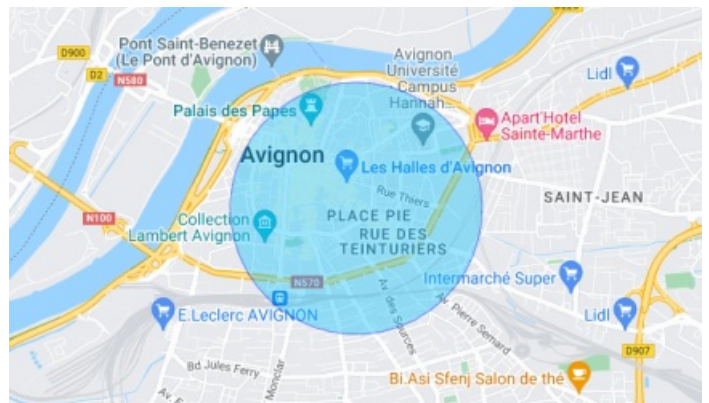 D900
Pont Saint-Benezet
(Le Pont d'Avignon)
D2
N580
Avignon
Université
Campus
Hannah...
Lidl
Palais des Papes
Apart'Hotel
Sainte-Marthe
Avignon
Les Halles d'Avignon
Rue Thiers
SAINT-JEAN
N100
Collection
Lambert Avignon
PLACE PIE
RUE DES
TEINTURIERS
N570
Intermarché Super
E.Leclerc AVIGNON
Av. des Sources
Av. Pierre Semard
Lidl
D907
Bd Jules Ferry
Monclar
Bi.Asi Sfenj Salon de thé